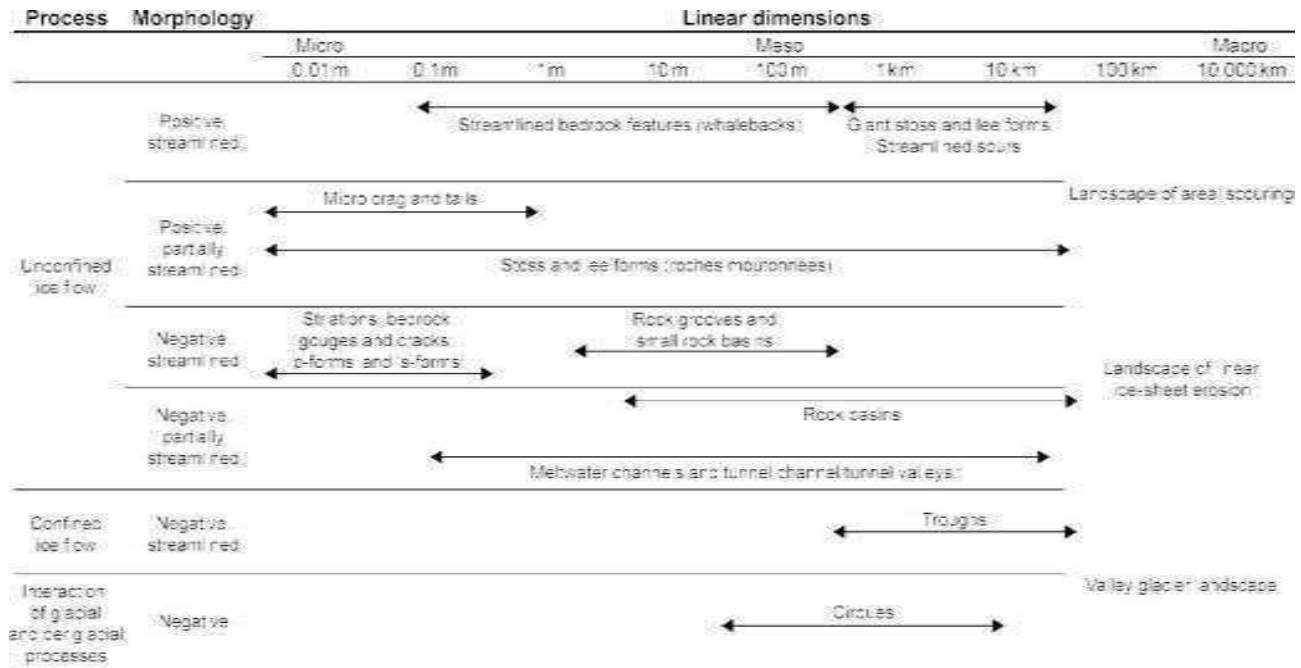 Process Morphology Linear dimensions
Micro Meso Macro
0.01m 0.1m 1m 10m 100m 1km 10km 100km 10,000km
Positive,
streamlined
Streamlined bedrock features (whalebacks)
Giant stoss and lee forms
Streamlined spurs
Landscape of areal scouring
Unconfined
ice flow
Positive,
partially
streamlined
Micro crag and tails
Stoss and lee forms (roches moutonnées)
Negative
streamlined
Striations, bedrock
gouges and cracks
p-forms and s-forms
Rock grooves and
small rock basins
Landscape of linear
ice-sheet erosion
Negative,
partially
streamlined
Rock basins
Meltwater channels and tunnel channel tunnel valleys
Confined
ice flow
Negative
streamlined
Troughs
Valley glacier landscape
Interaction
of glacial
and periglacial
processes
Negative
Cirques